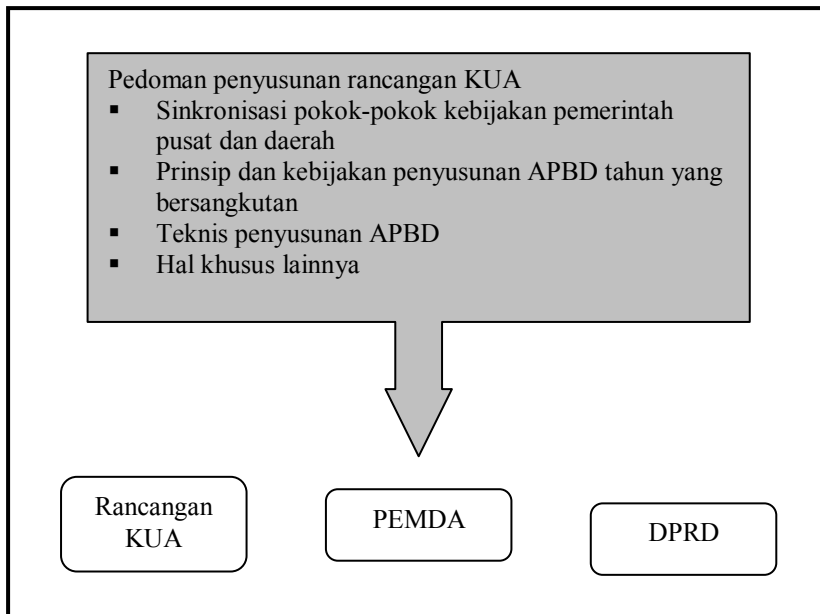 Pedoman penyusunan rancangan KUA
▪ Sinkronisasi pokok-pokok kebijakan pemerintah
pusat dan daerah
▪ Prinsip dan kebijakan penyusunan APBD tahun yang
bersangkutan
▪ Teknis penyusunan APBD
▪ Hal khusus lainnya
Rancangan
KUA
PEMDA
DPRD